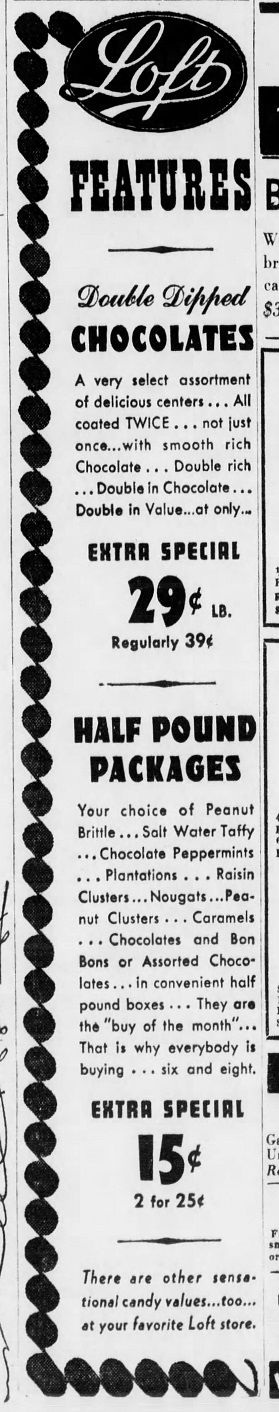 Loft
FEATURES
Double Dipped
CHOCOLATES
A very select assortment
of delicious centers . . . All
coated TWICE . . . not just
once...with smooth rich
Chocolate . . . Double rich
. . . Double in Chocolate . . .
Double in Value...at only...
EXTRA SPECIAL
29¢ LB.
Regularly 39¢
HALF POUND
PACKAGES
Your choice of Peanut
Brittle . . . Salt Water Taffy
. . . Chocolate Peppermints
. . . Plantations . . . Raisin
Clusters . . . Nougats . . . Pea-
nut Clusters . . . Caramels
. . . Chocolates and Bon
Bons or Assorted Choco-
lates . . . in convenient half
pound boxes . . . They are
the "buy of the month"...
That is why everybody is
buying . . . six and eight.
EXTRA SPECIAL
15¢
2 for 25¢
There are other sensa-
tional candy values...too...
at your favorite Loft store.